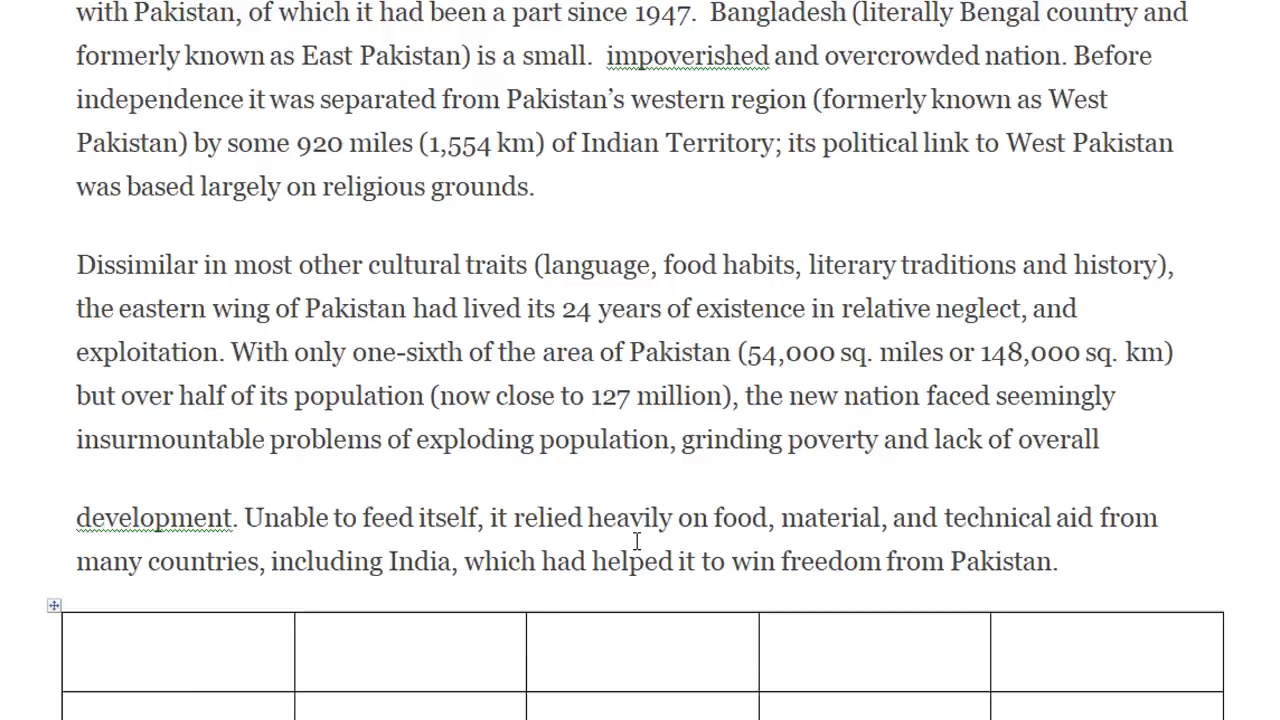 with Pakistan, of which it had been a part since 1947.  Bangladesh (literally Bengal country and
formerly known as East Pakistan) is a small.  impoverished and overcrowded nation. Before
independence it was separated from Pakistan’s western region (formerly known as West
Pakistan) by some 920 miles (1,554 km) of Indian Territory; its political link to West Pakistan
was based largely on religious grounds.
Dissimilar in most other cultural traits (language, food habits, literary traditions and history),
the eastern wing of Pakistan had lived its 24 years of existence in relative neglect, and
exploitation. With only one-sixth of the area of Pakistan (54,000 sq. miles or 148,000 sq. km)
but over half of its population (now close to 127 million), the new nation faced seemingly
insurmountable problems of exploding population, grinding poverty and lack of overall
development. Unable to feed itself, it relied heavily on food, material, and technical aid from
many countries, including India, which had helped it to win freedom from Pakistan.